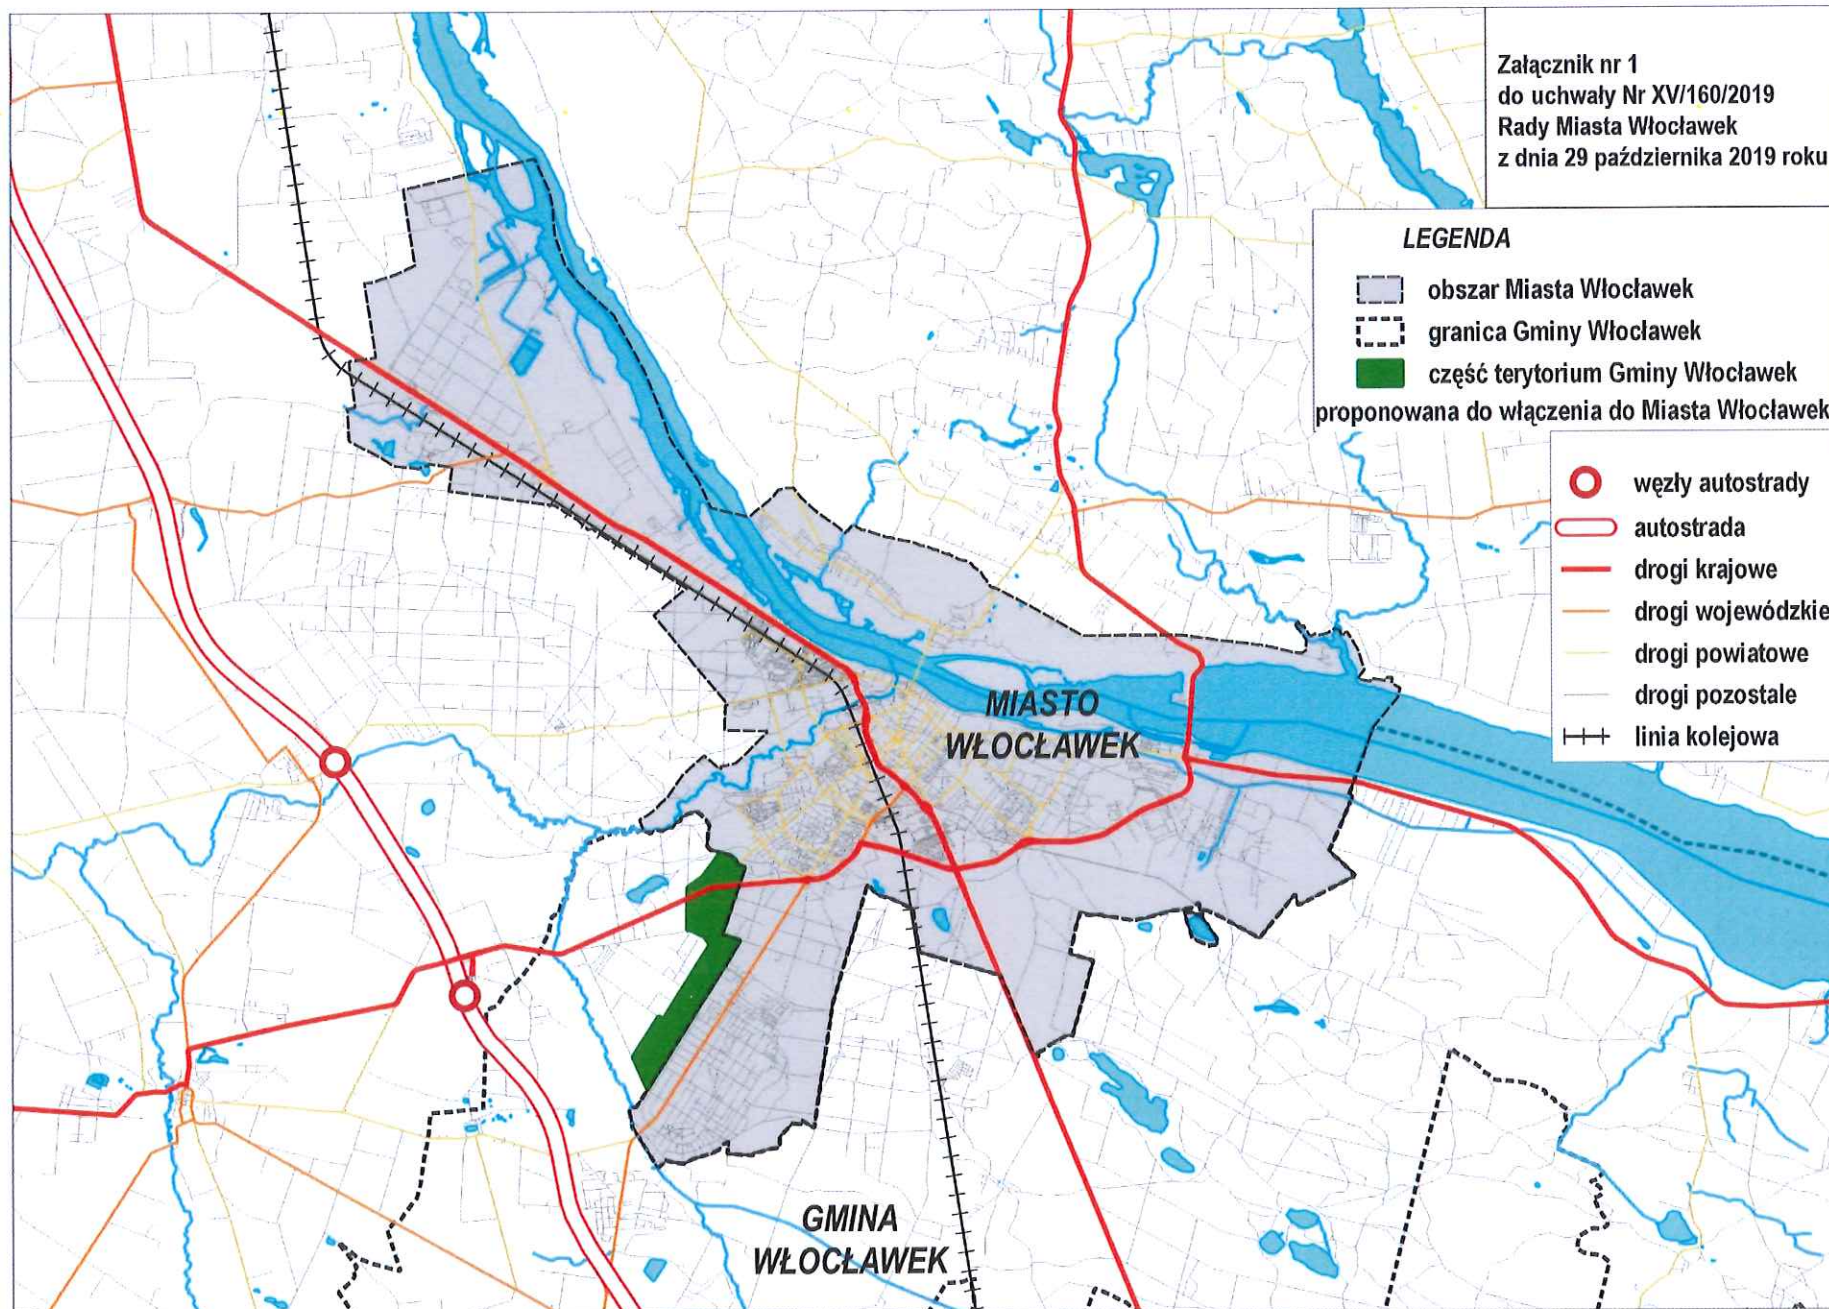 Załącznik nr 1
do uchwały Nr XV/160/2019
Rady Miasta Włocławek
z dnia 29 października 2019 roku
LEGENDA
obszar Miasta Włocławek
granica Gminy Włocławek
część terytorium Gminy Włocławek
proponowana do włączenia do Miasta Włocławek
węzły autostrady
autostrada
drogi krajowe
drogi wojewódzkie
drogi powiatowe
drogi pozostale
linia kolejowa
MIASTO
WŁOCŁAWEK
GMINA
WŁOCŁAWEK